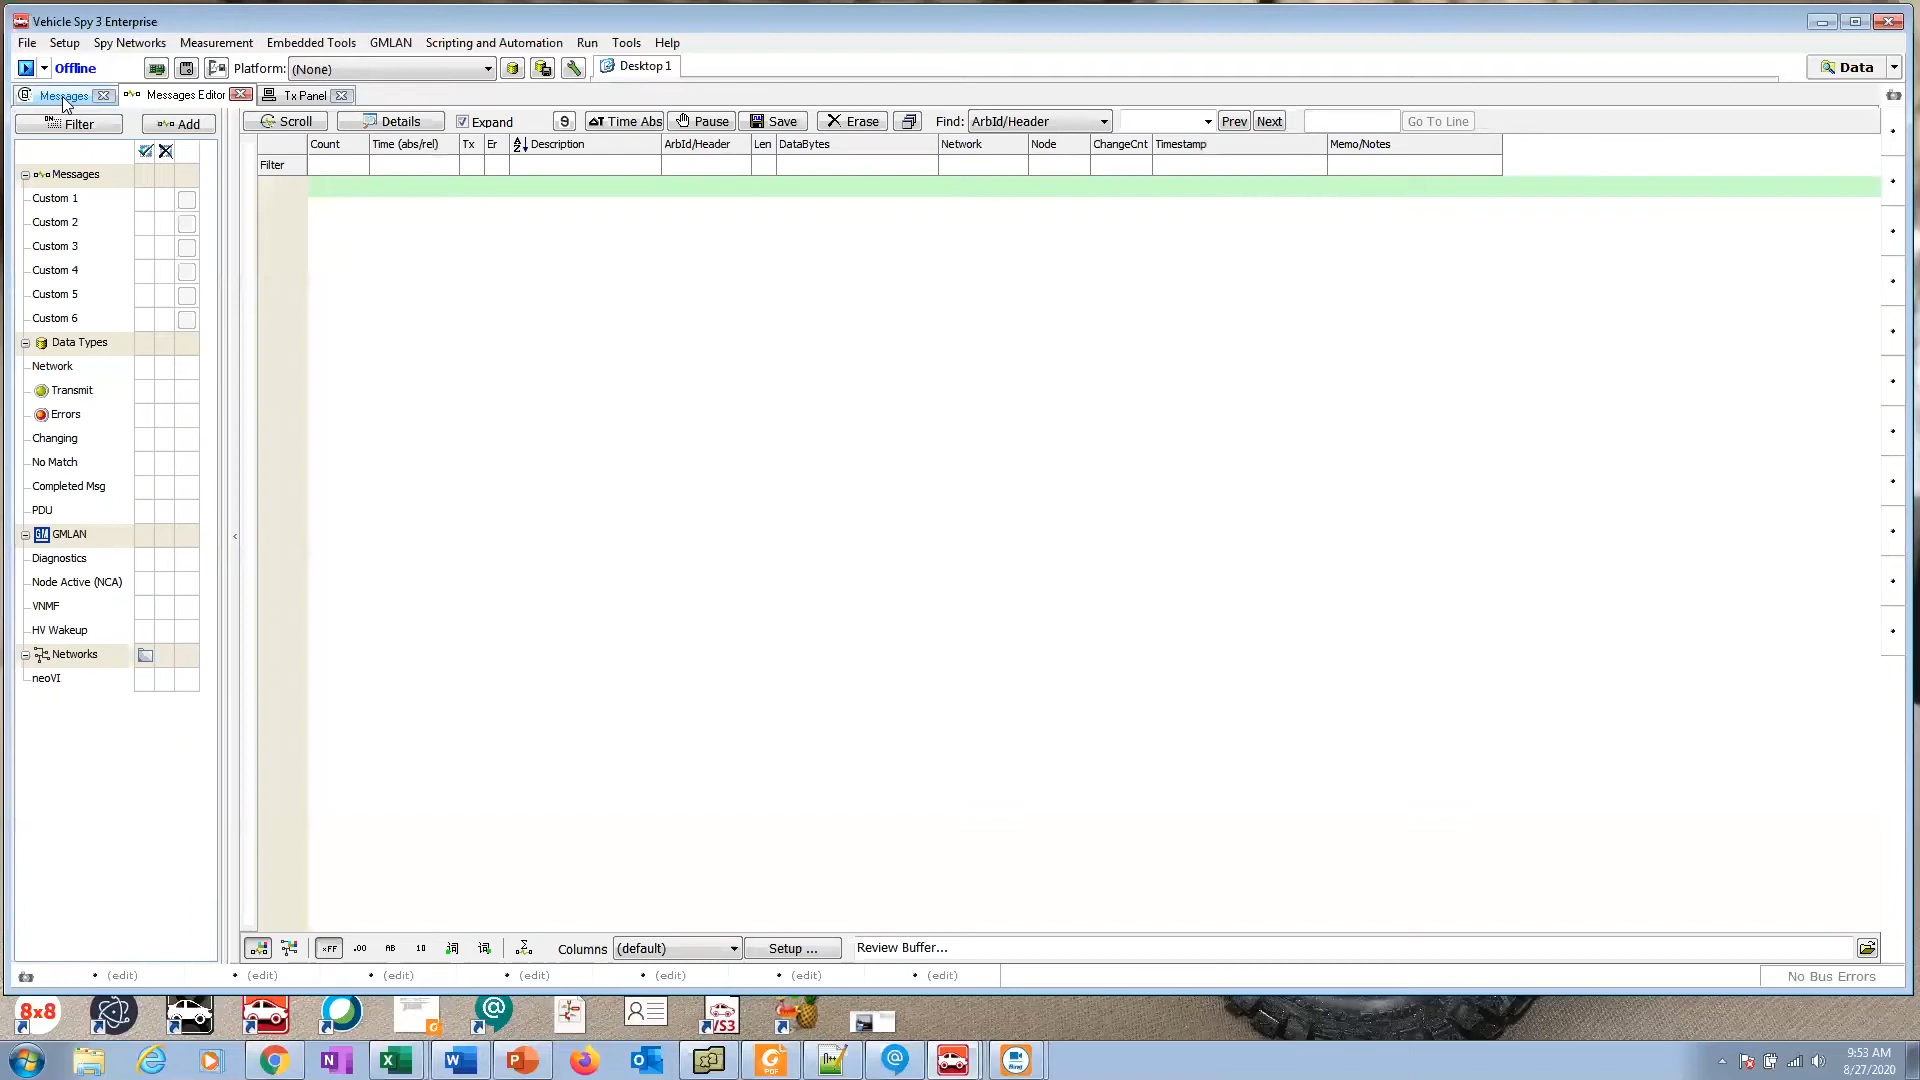 Vehicle Spy 3 Enterprise
File Setup Spy Networks Measurement Embedded Tools GMLAN Scripting and Automation Run Tools Help
Offline Platform: (None) Desktop 1 Data
Messages Messages Editor Tx Panel
Filter Add Scroll Details Expand 9 ΔT Time Abs Pause Save Erase Find: ArbId/Header Prev Next Go To Line
Count Time (abs/rel) Tx Er Description ArbId/Header Len DataBytes Network Node ChangeCnt Timestamp Memo/Notes
Filter
Messages
Custom 1
Custom 2
Custom 3
Custom 4
Custom 5
Custom 6
Data Types
Network
Transmit
Errors
Changing
No Match
Completed Msg
PDU
GM GMLAN
Diagnostics
Node Active (NCA)
VNMF
HV Wakeup
Networks
neoVI
Columns (default) Setup ... Review Buffer...
(edit) (edit) (edit) (edit) (edit) (edit) (edit) No Bus Errors
8x8 /S3
9:53 AM
8/27/2020